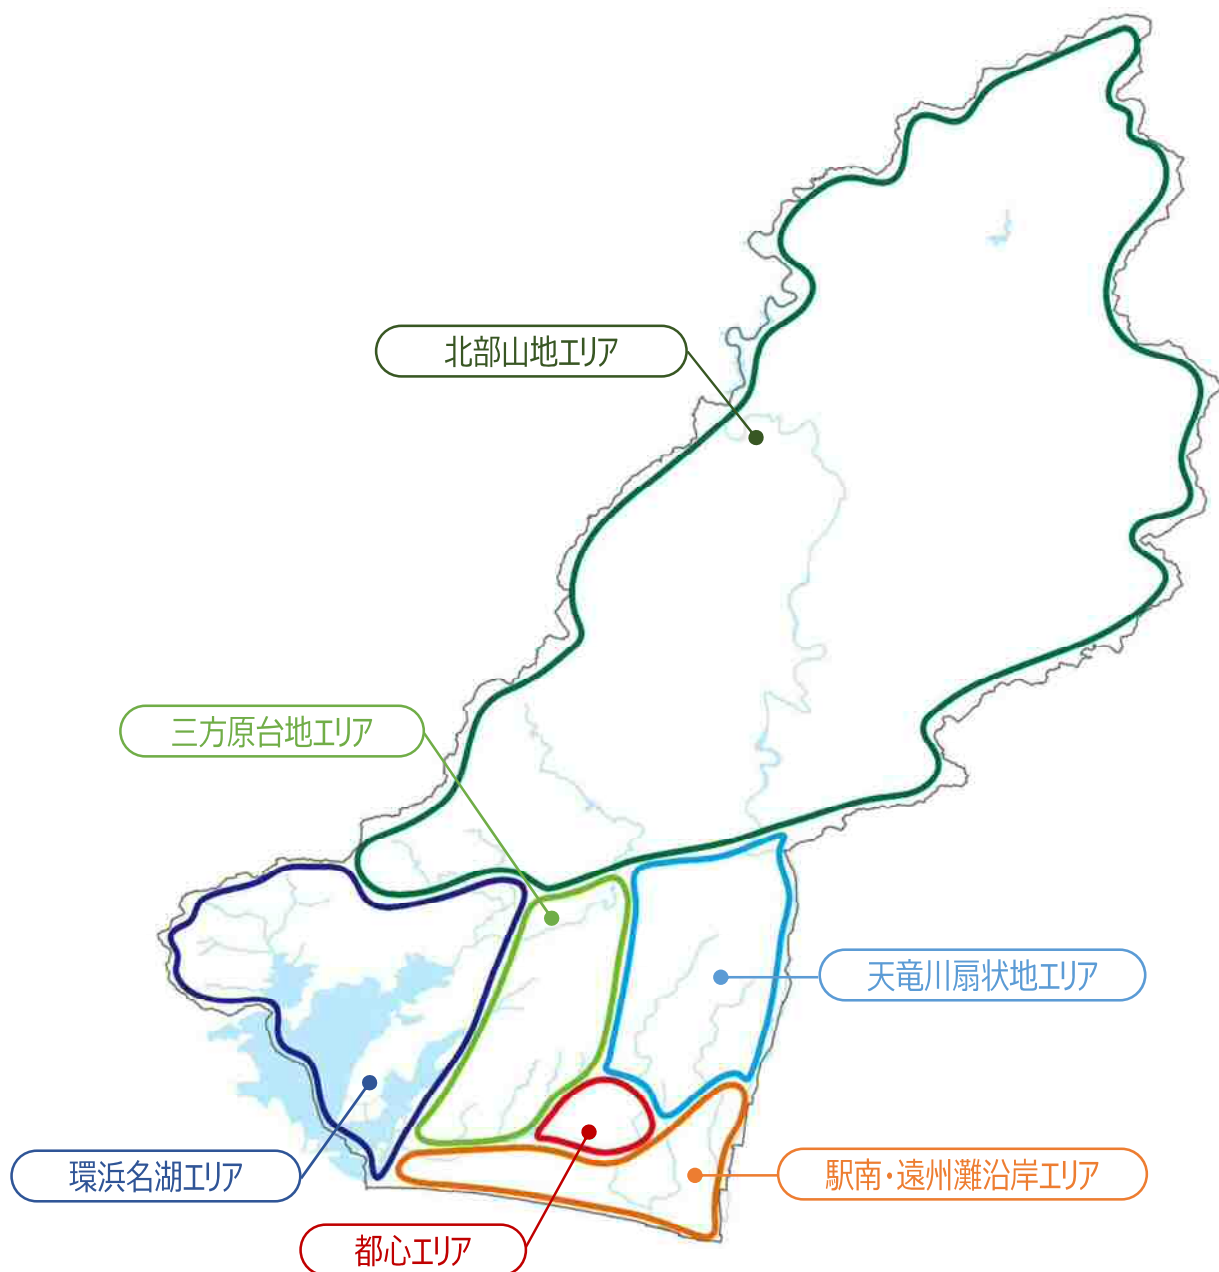 北部山地エリア
三方原台地エリア
天竜川扇状地エリア
環浜名湖エリア
駅南・遠州灘沿岸エリア
都心エリア